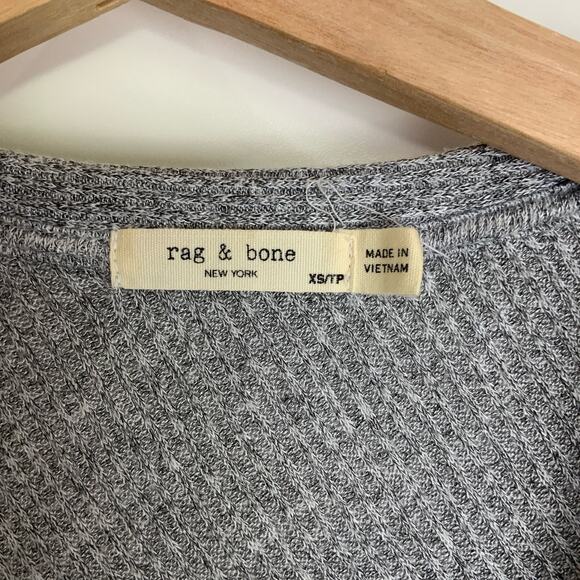 rag & bone
NEW YORK
XS/TP
MADE IN
VIETNAM